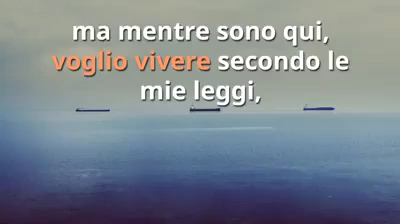 ma mentre sono qui,
voglio vivere secondo le
mie leggi,